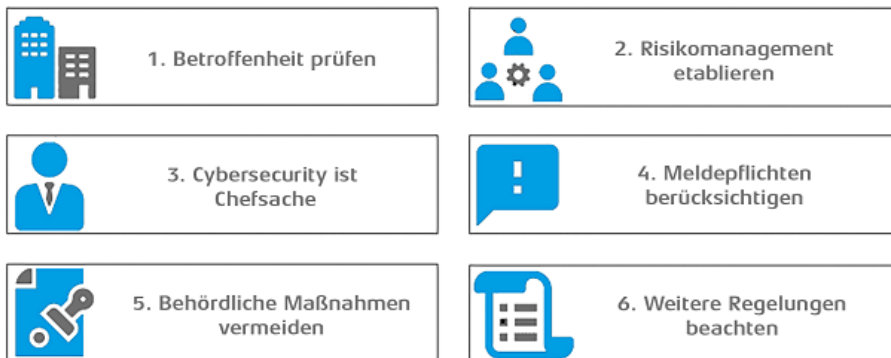 1. Betroffenheit prüfen
2. Risikomanagement
etablieren
3. Cybersecurity ist
Chefsache
4. Meldepflichten
berücksichtigen
5. Behördliche Maßnahmen
vermeiden
6. Weitere Regelungen
beachten